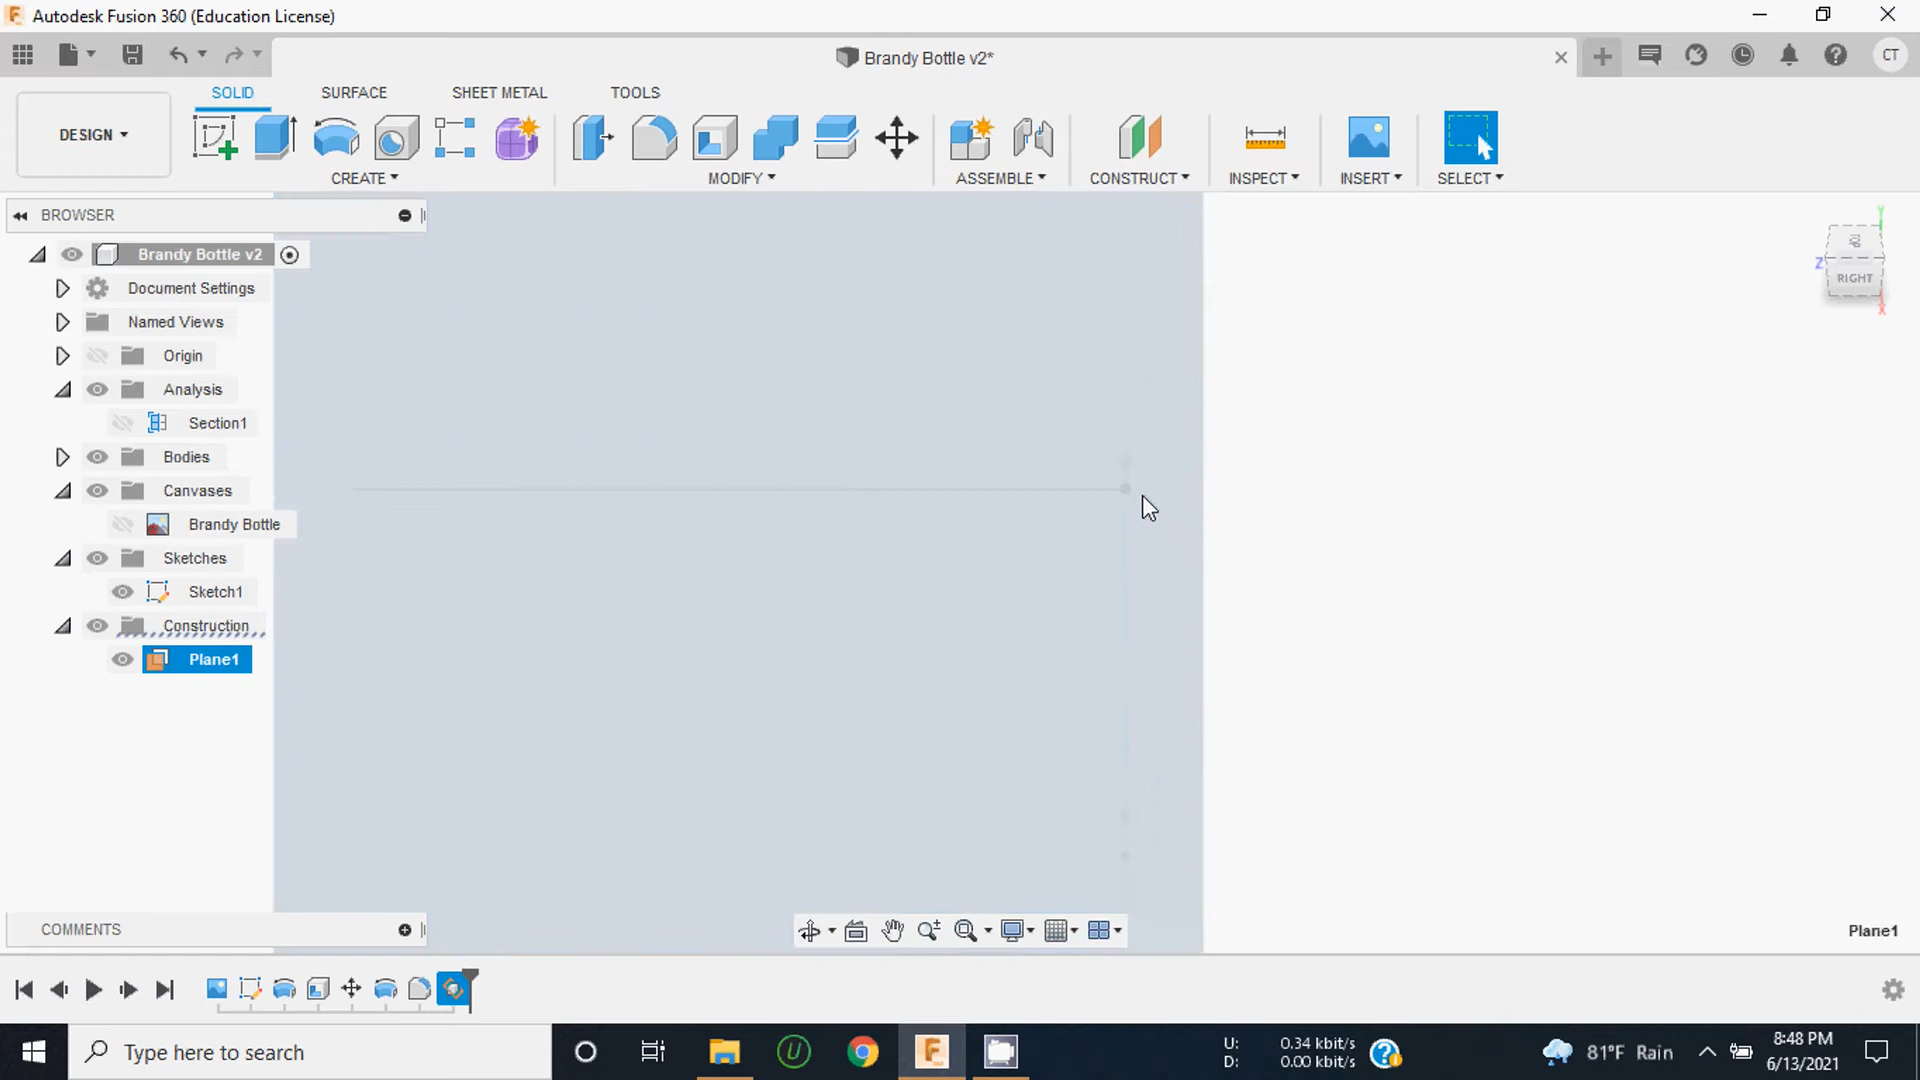 Autodesk Fusion 360 (Education License)
Brandy Bottle v2*
CT
SOLID
SURFACE
SHEET METAL
TOOLS
DESIGN
CREATE
MODIFY
ASSEMBLE
CONSTRUCT
INSPECT
INSERT
SELECT
BROWSER
Brandy Bottle v2
Document Settings
Named Views
Origin
Analysis
Section1
Bodies
Canvases
Brandy Bottle
Sketches
Sketch1
Construction
Plane1
Y
TOP
Z
RIGHT
X
COMMENTS
Plane1
Type here to search
U: 0.34 kbit/s
D: 0.00 kbit/s
81°F Rain
8:48 PM
6/13/2021